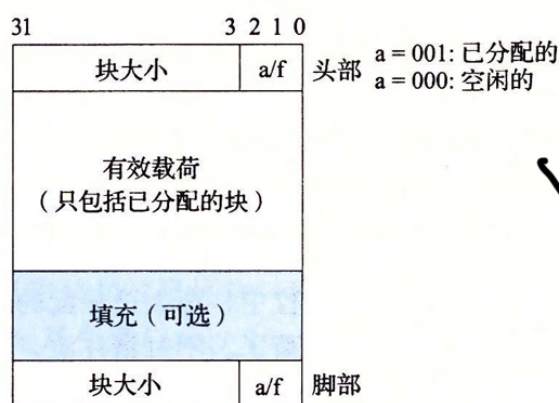 31 3 2 1 0
块大小 a/f 头部 a = 001: 已分配的
a = 000: 空闲的
有效载荷
（只包括已分配的块）
填充（可选）
块大小 a/f 脚部